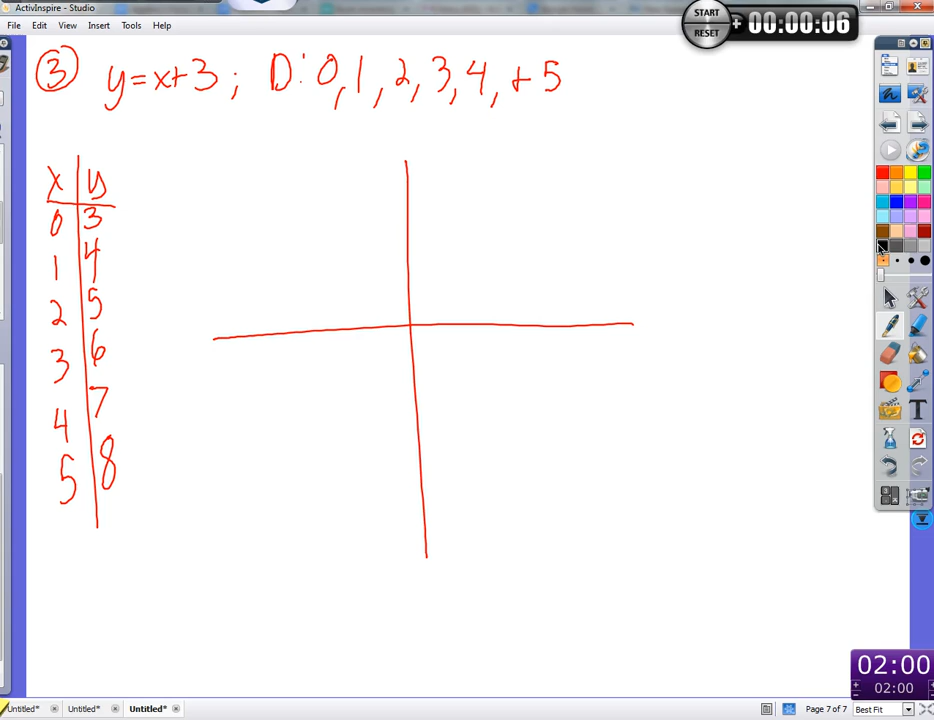 ActivInspire - Studio
File Edit View Insert Tools Help
START
RESET
+ 00:00:06
③ y=x+3; D: 0, 1, 2, 3, 4, + 5
x y
0 3
1 4
2 5
3 6
4 7
5 8
T
02:00
+ 02:00 +
Untitled* Untitled* Untitled* Page 7 of 7 Best Fit